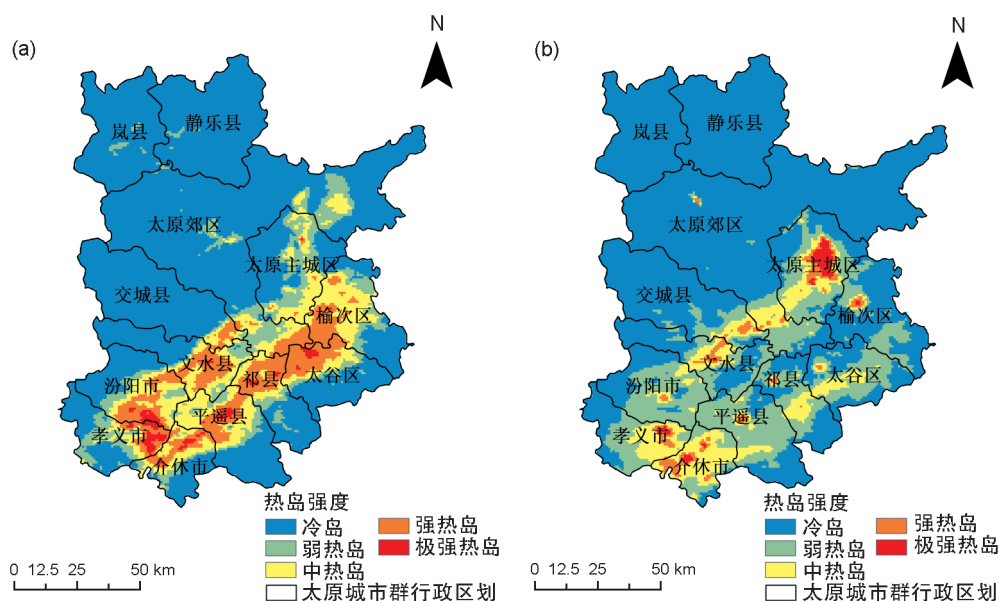 (a)
N
岚县
静乐县
太原郊区
太原主城区
交城县
榆次区
文水县
汾阳市
祁县
太谷区
平遥县
孝义市
介休市
热岛强度
冷岛
强热岛
弱热岛
极强热岛
中热岛
太原城市群行政区划
0 12.5 25 50 km
(b)
N
岚县
静乐县
太原郊区
太原主城区
交城县
榆次区
文水县
汾阳市
祁县
太谷区
平遥县
孝义市
介休市
热岛强度
冷岛
强热岛
弱热岛
极强热岛
中热岛
太原城市群行政区划
0 12.5 25 50 km